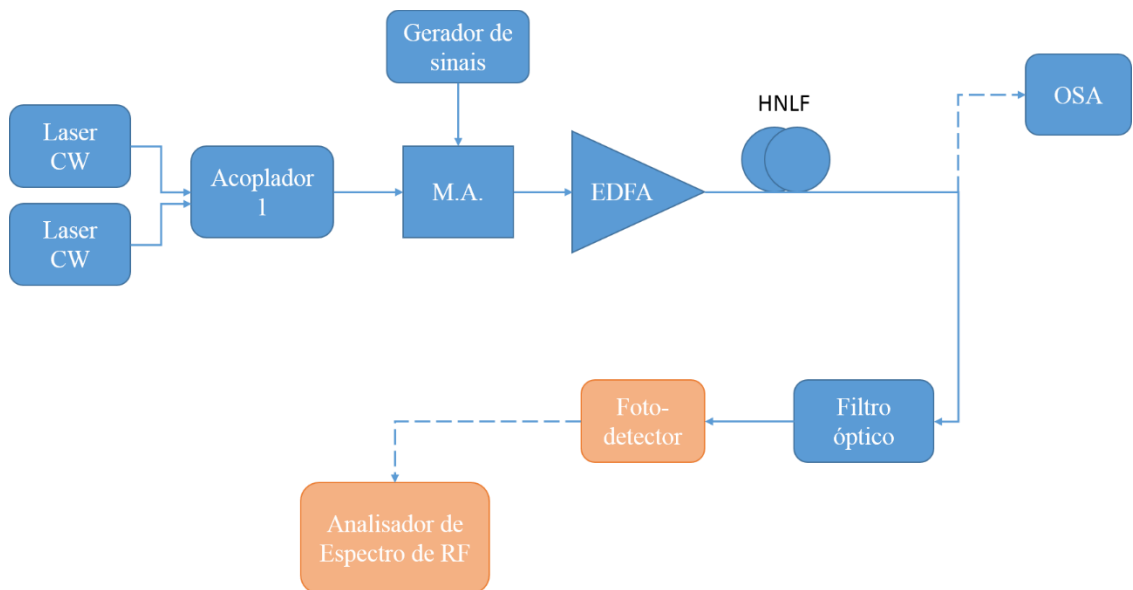 Gerador de
sinais
OSA
HNLF
Laser
CW
Acoplador
1
M.A.
EDFA
Laser
CW
Foto-
detector
Filtro
óptico
Analisador de
Espectro de RF